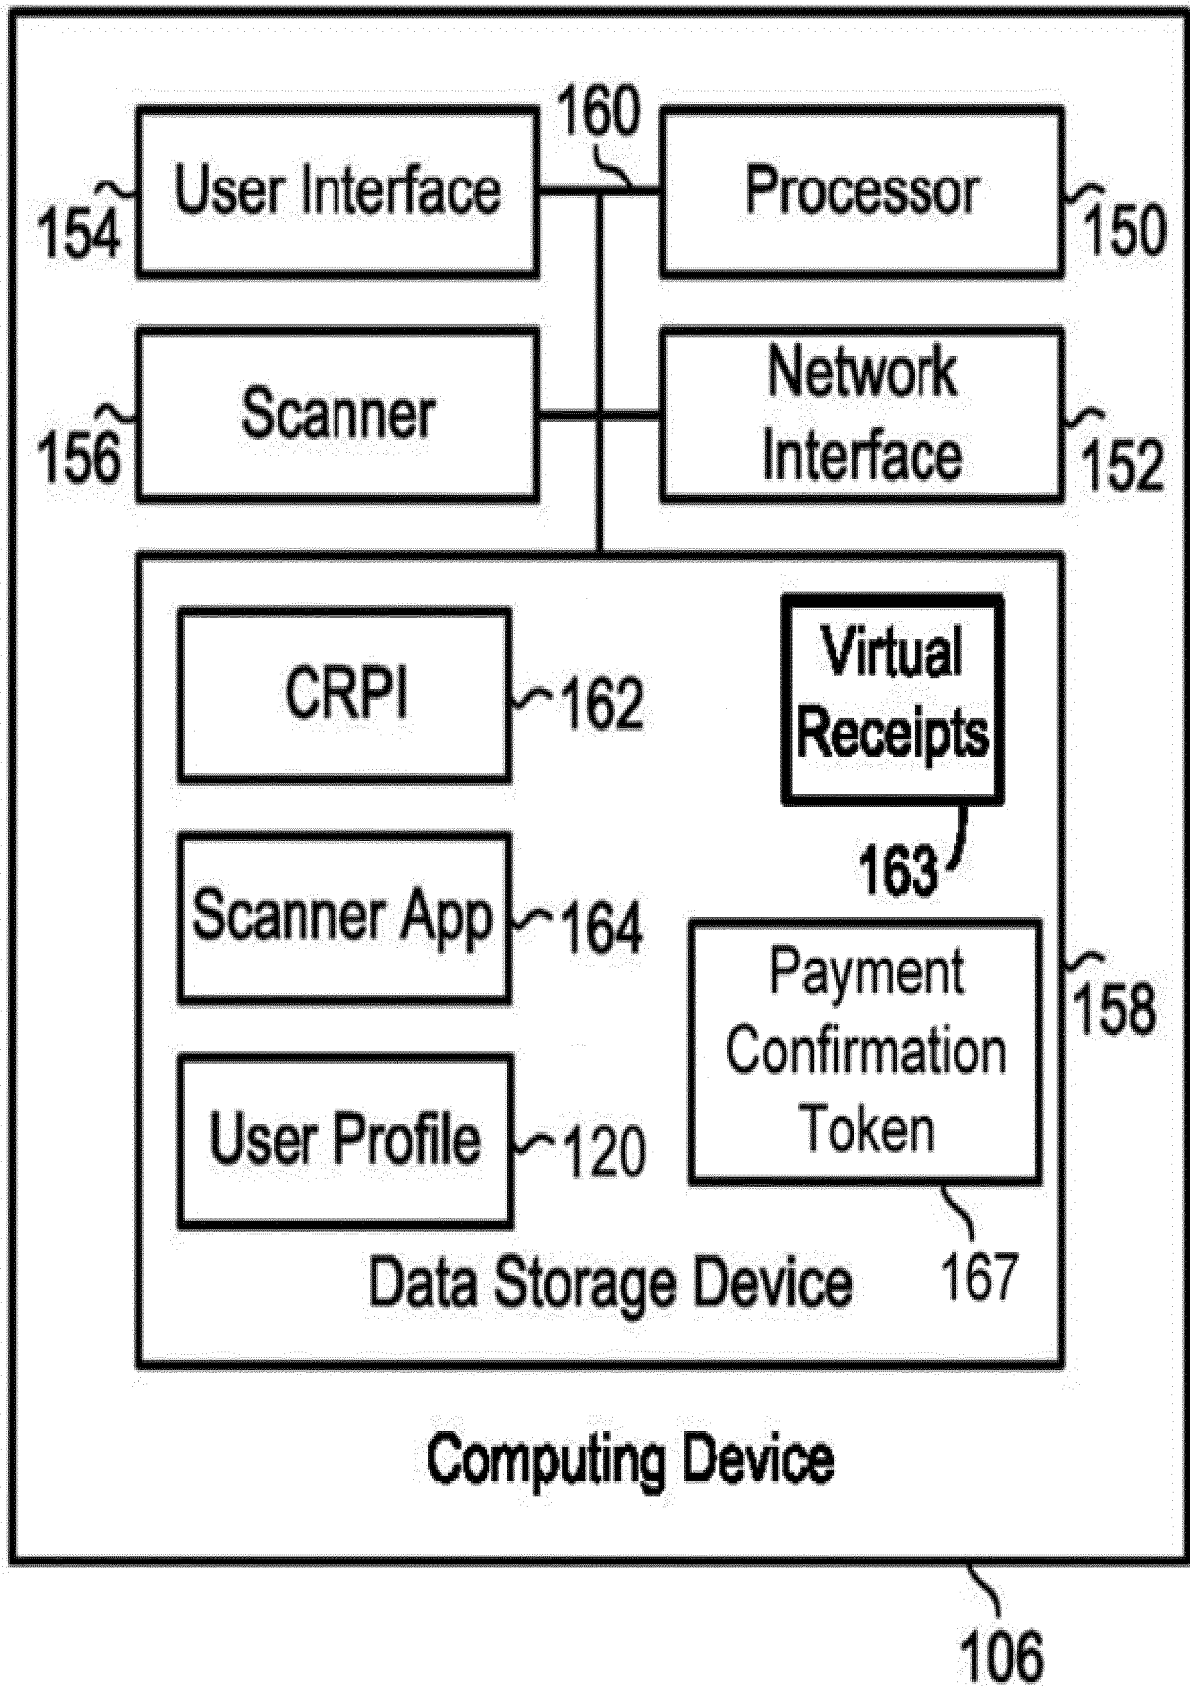 160
User Interface
Processor
154
150
Scanner
Network
Interface
156
152
CRPI
162
Virtual
Receipts
163
Scanner App
164
Payment
Confirmation
Token
158
User Profile
120
167
Data Storage Device
Computing Device
106